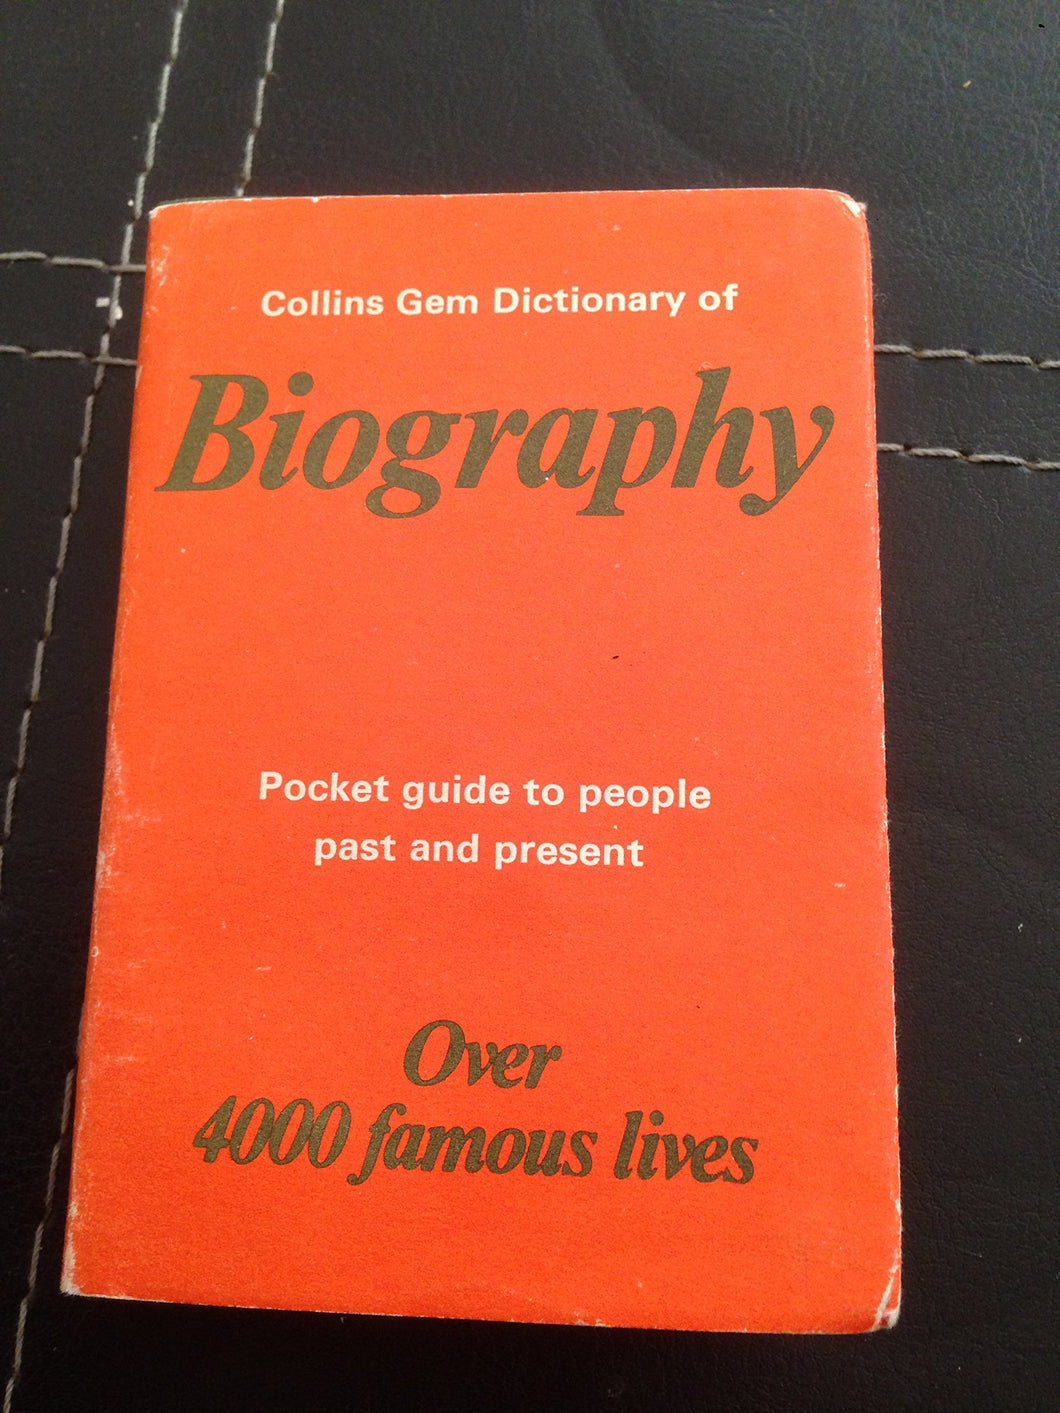 Collins Gem Dictionary of
Biography
Pocket guide to people
past and present
Over
4000 famous lives